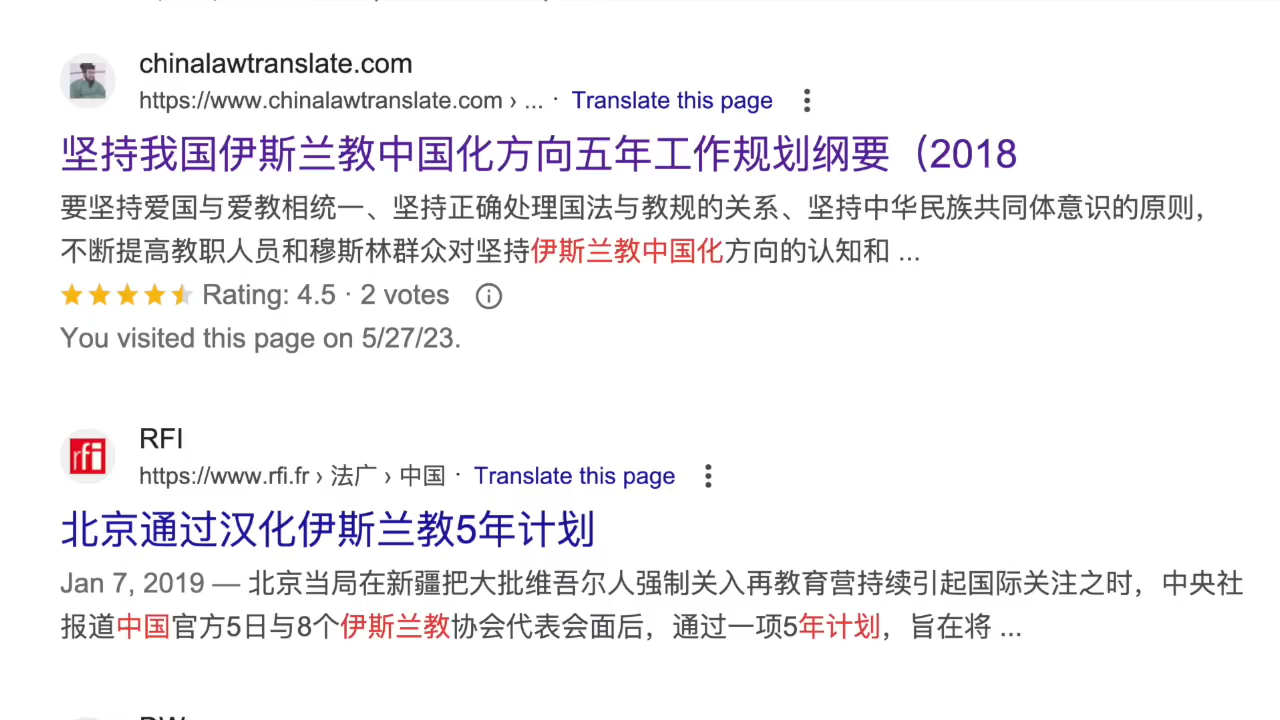 chinalawtranslate.com
https://www.chinalawtranslate.com › ... · Translate this page
坚持我国伊斯兰教中国化方向五年工作规划纲要（2018
要坚持爱国与爱教相统一、坚持正确处理国法与教规的关系、坚持中华民族共同体意识的原则，
不断提高教职人员和穆斯林群众对坚持伊斯兰教中国化方向的认知和 ...
Rating: 4.5 · 2 votes
You visited this page on 5/27/23.
rfi
RFI
https://www.rfi.fr › 法广 › 中国 · Translate this page
北京通过汉化伊斯兰教5年计划
Jan 7, 2019 — 北京当局在新疆把大批维吾尔人强制关入再教育营持续引起国际关注之时，中央社
报道中国官方5日与8个伊斯兰教协会代表会面后，通过一项5年计划，旨在将 ...